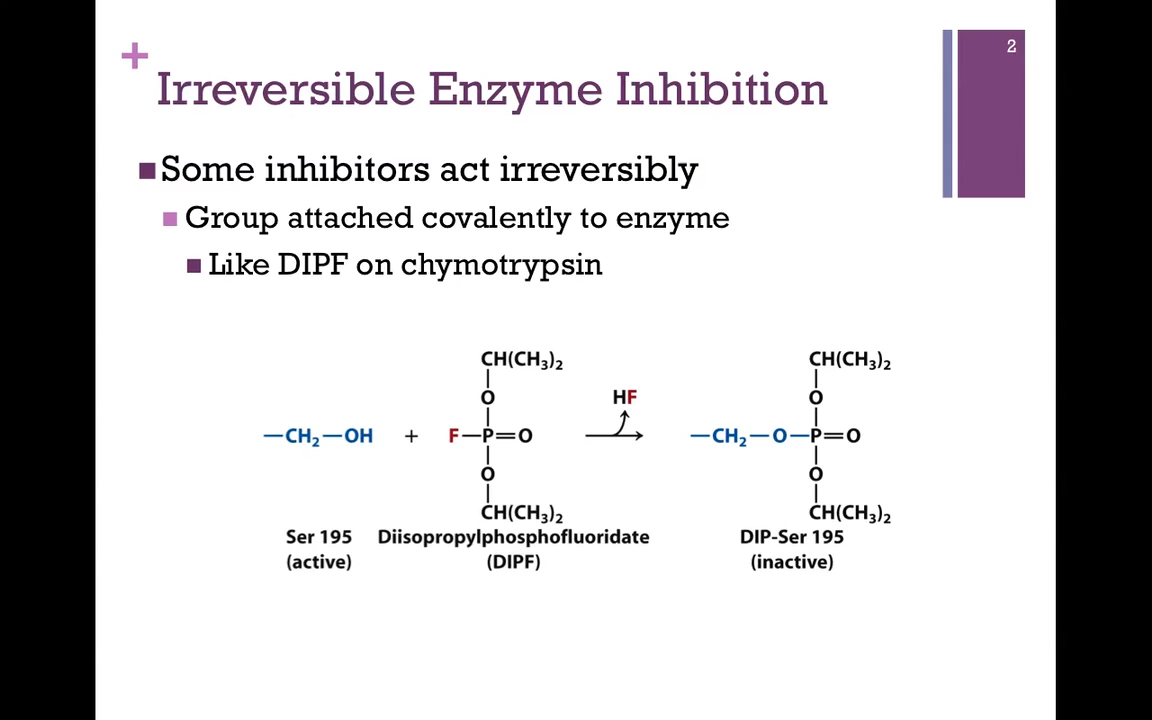 2
+
Irreversible Enzyme Inhibition
Some inhibitors act irreversibly
Group attached covalently to enzyme
Like DIPF on chymotrypsin
CH(CH₃)₂ CH(CH₃)₂
O HF O
—CH₂—OH + F—P=O —CH₂—O—P=O
O O
CH(CH₃)₂ CH(CH₃)₂
Ser 195 Diisopropylphosphofluoridate DIP-Ser 195
(active) (DIPF) (inactive)